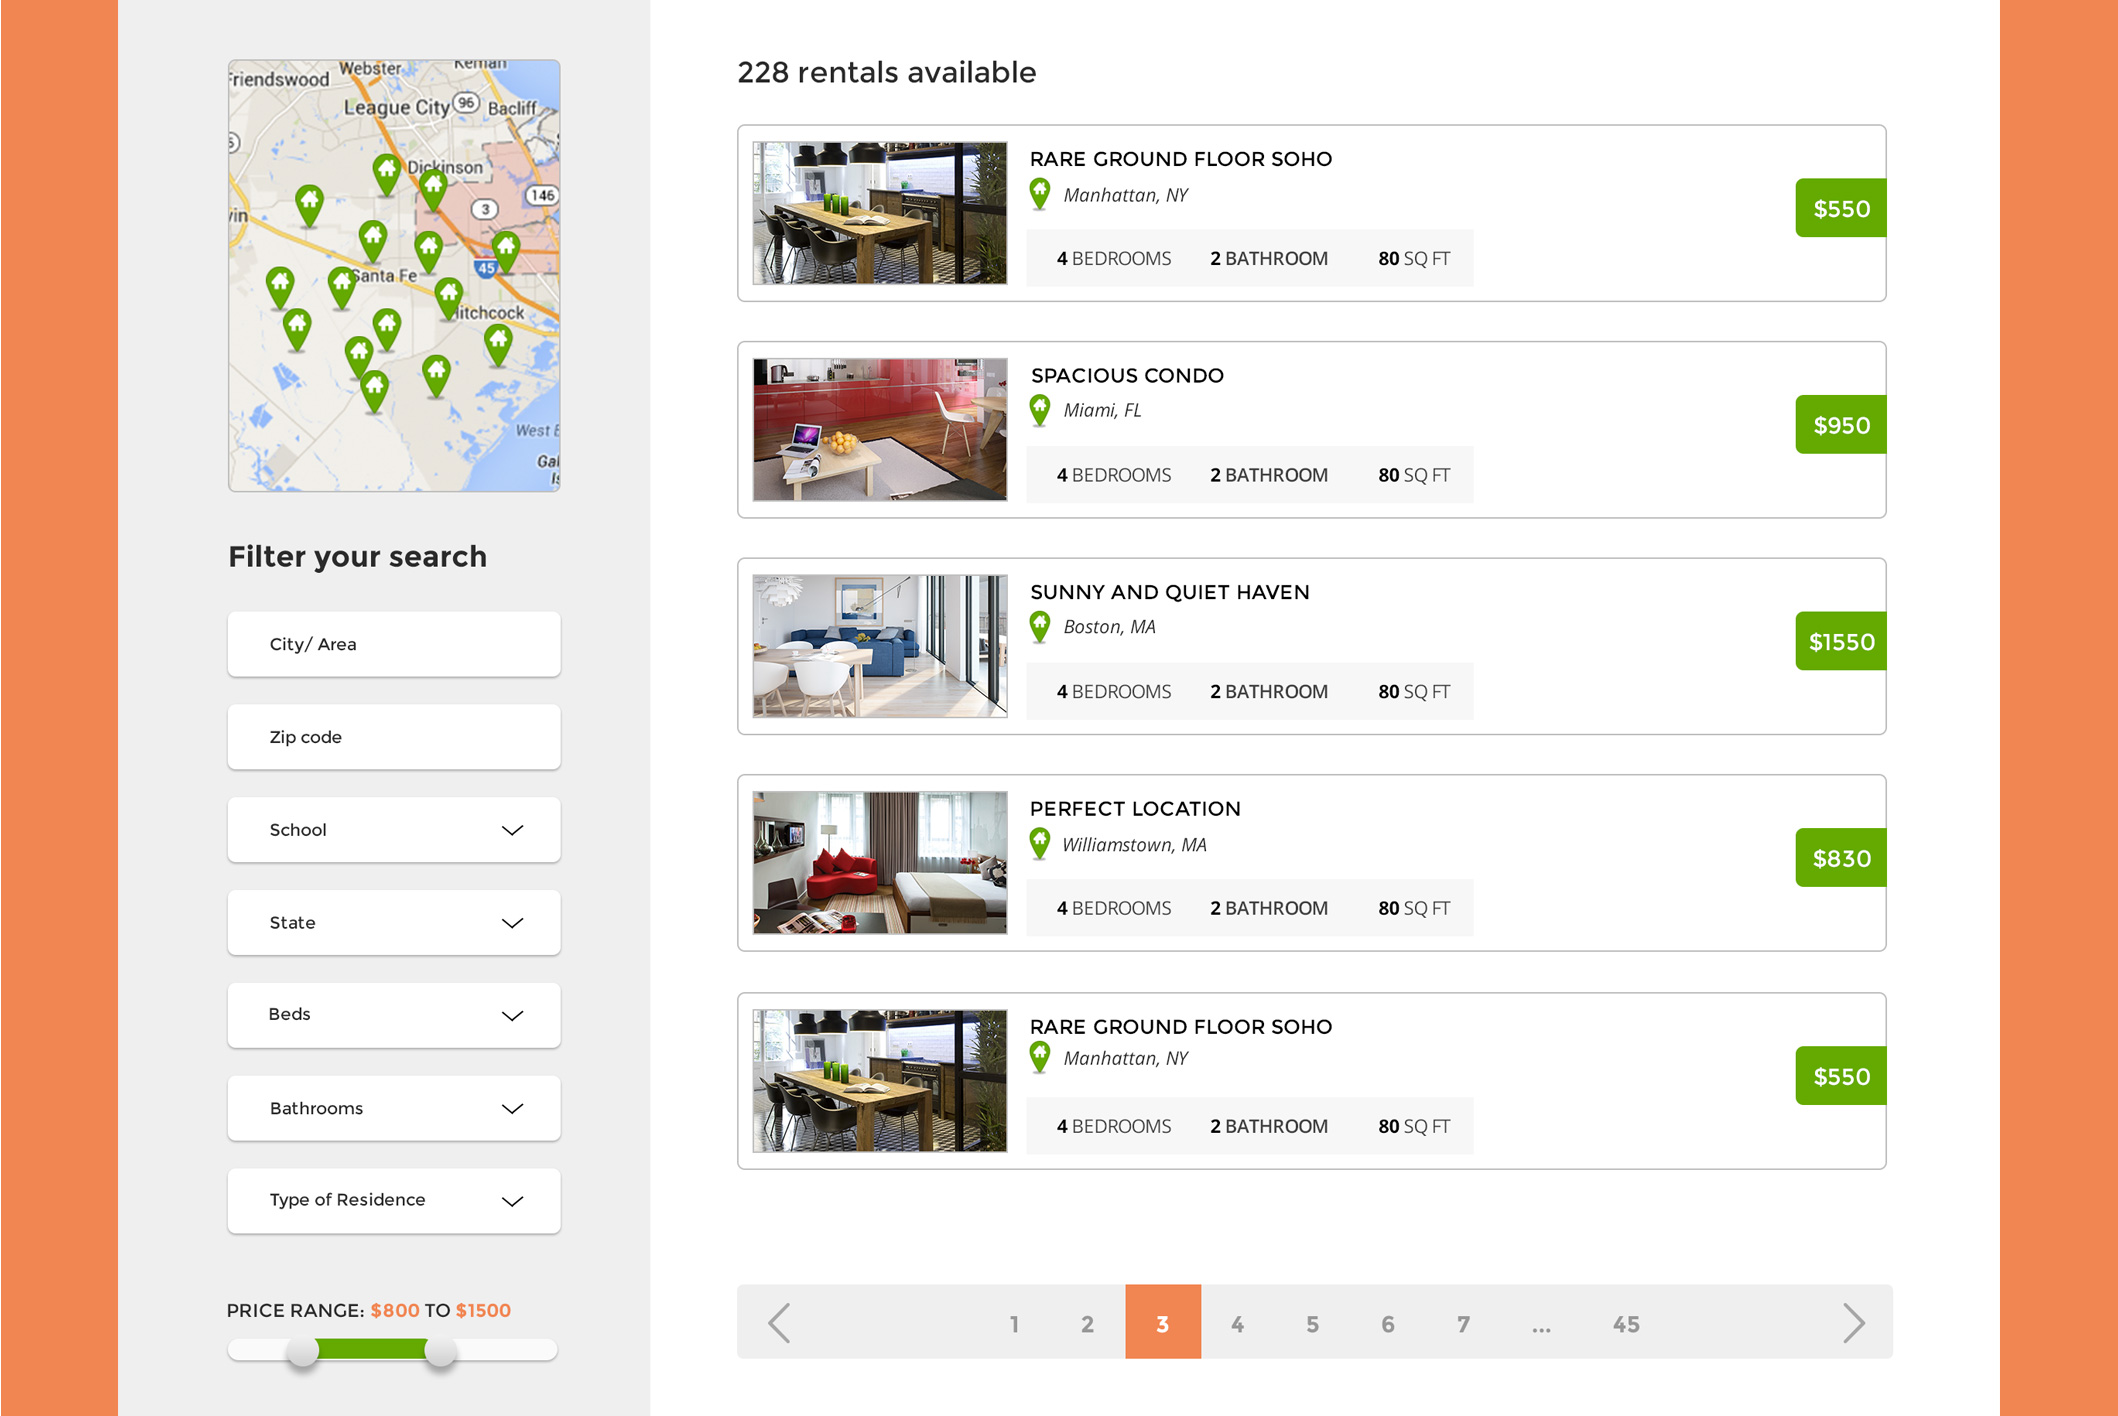 Friendswood
Webster
Kemah
League City
96
Bacliff
Dickinson
146
3
Santa Fe
45
Hitchcock
West
Filter your search
City/ Area
Zip code
School
State
Beds
Bathrooms
Type of Residence
PRICE RANGE: $800 TO $1500
228 rentals available
RARE GROUND FLOOR SOHO
Manhattan, NY
4 BEDROOMS 2 BATHROOM 80 SQ FT
$550
SPACIOUS CONDO
Miami, FL
4 BEDROOMS 2 BATHROOM 80 SQ FT
$950
SUNNY AND QUIET HAVEN
Boston, MA
4 BEDROOMS 2 BATHROOM 80 SQ FT
$1550
PERFECT LOCATION
Williamstown, MA
4 BEDROOMS 2 BATHROOM 80 SQ FT
$830
RARE GROUND FLOOR SOHO
Manhattan, NY
4 BEDROOMS 2 BATHROOM 80 SQ FT
$550
1 2 3 4 5 6 7 ... 45